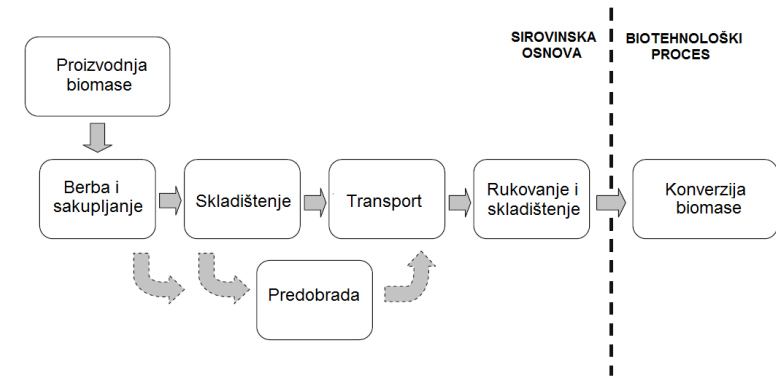 SIROVINSKA
OSNOVA
BIOTEHNOLOŠKI
PROCES
Proizvodnja
biomase
Berba i
sakupljanje
Skladištenje
Transport
Rukovanje i
skladištenje
Konverzija
biomase
Predobrada